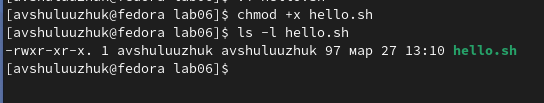 [avshuluuzhuk@fedora lab06]$ chmod +x hello.sh
[avshuluuzhuk@fedora lab06]$ ls -l hello.sh
-rwxr-xr-x. 1 avshuluuzhuk avshuluuzhuk 97 мар 27 13:10 hello.sh
[avshuluuzhuk@fedora lab06]$